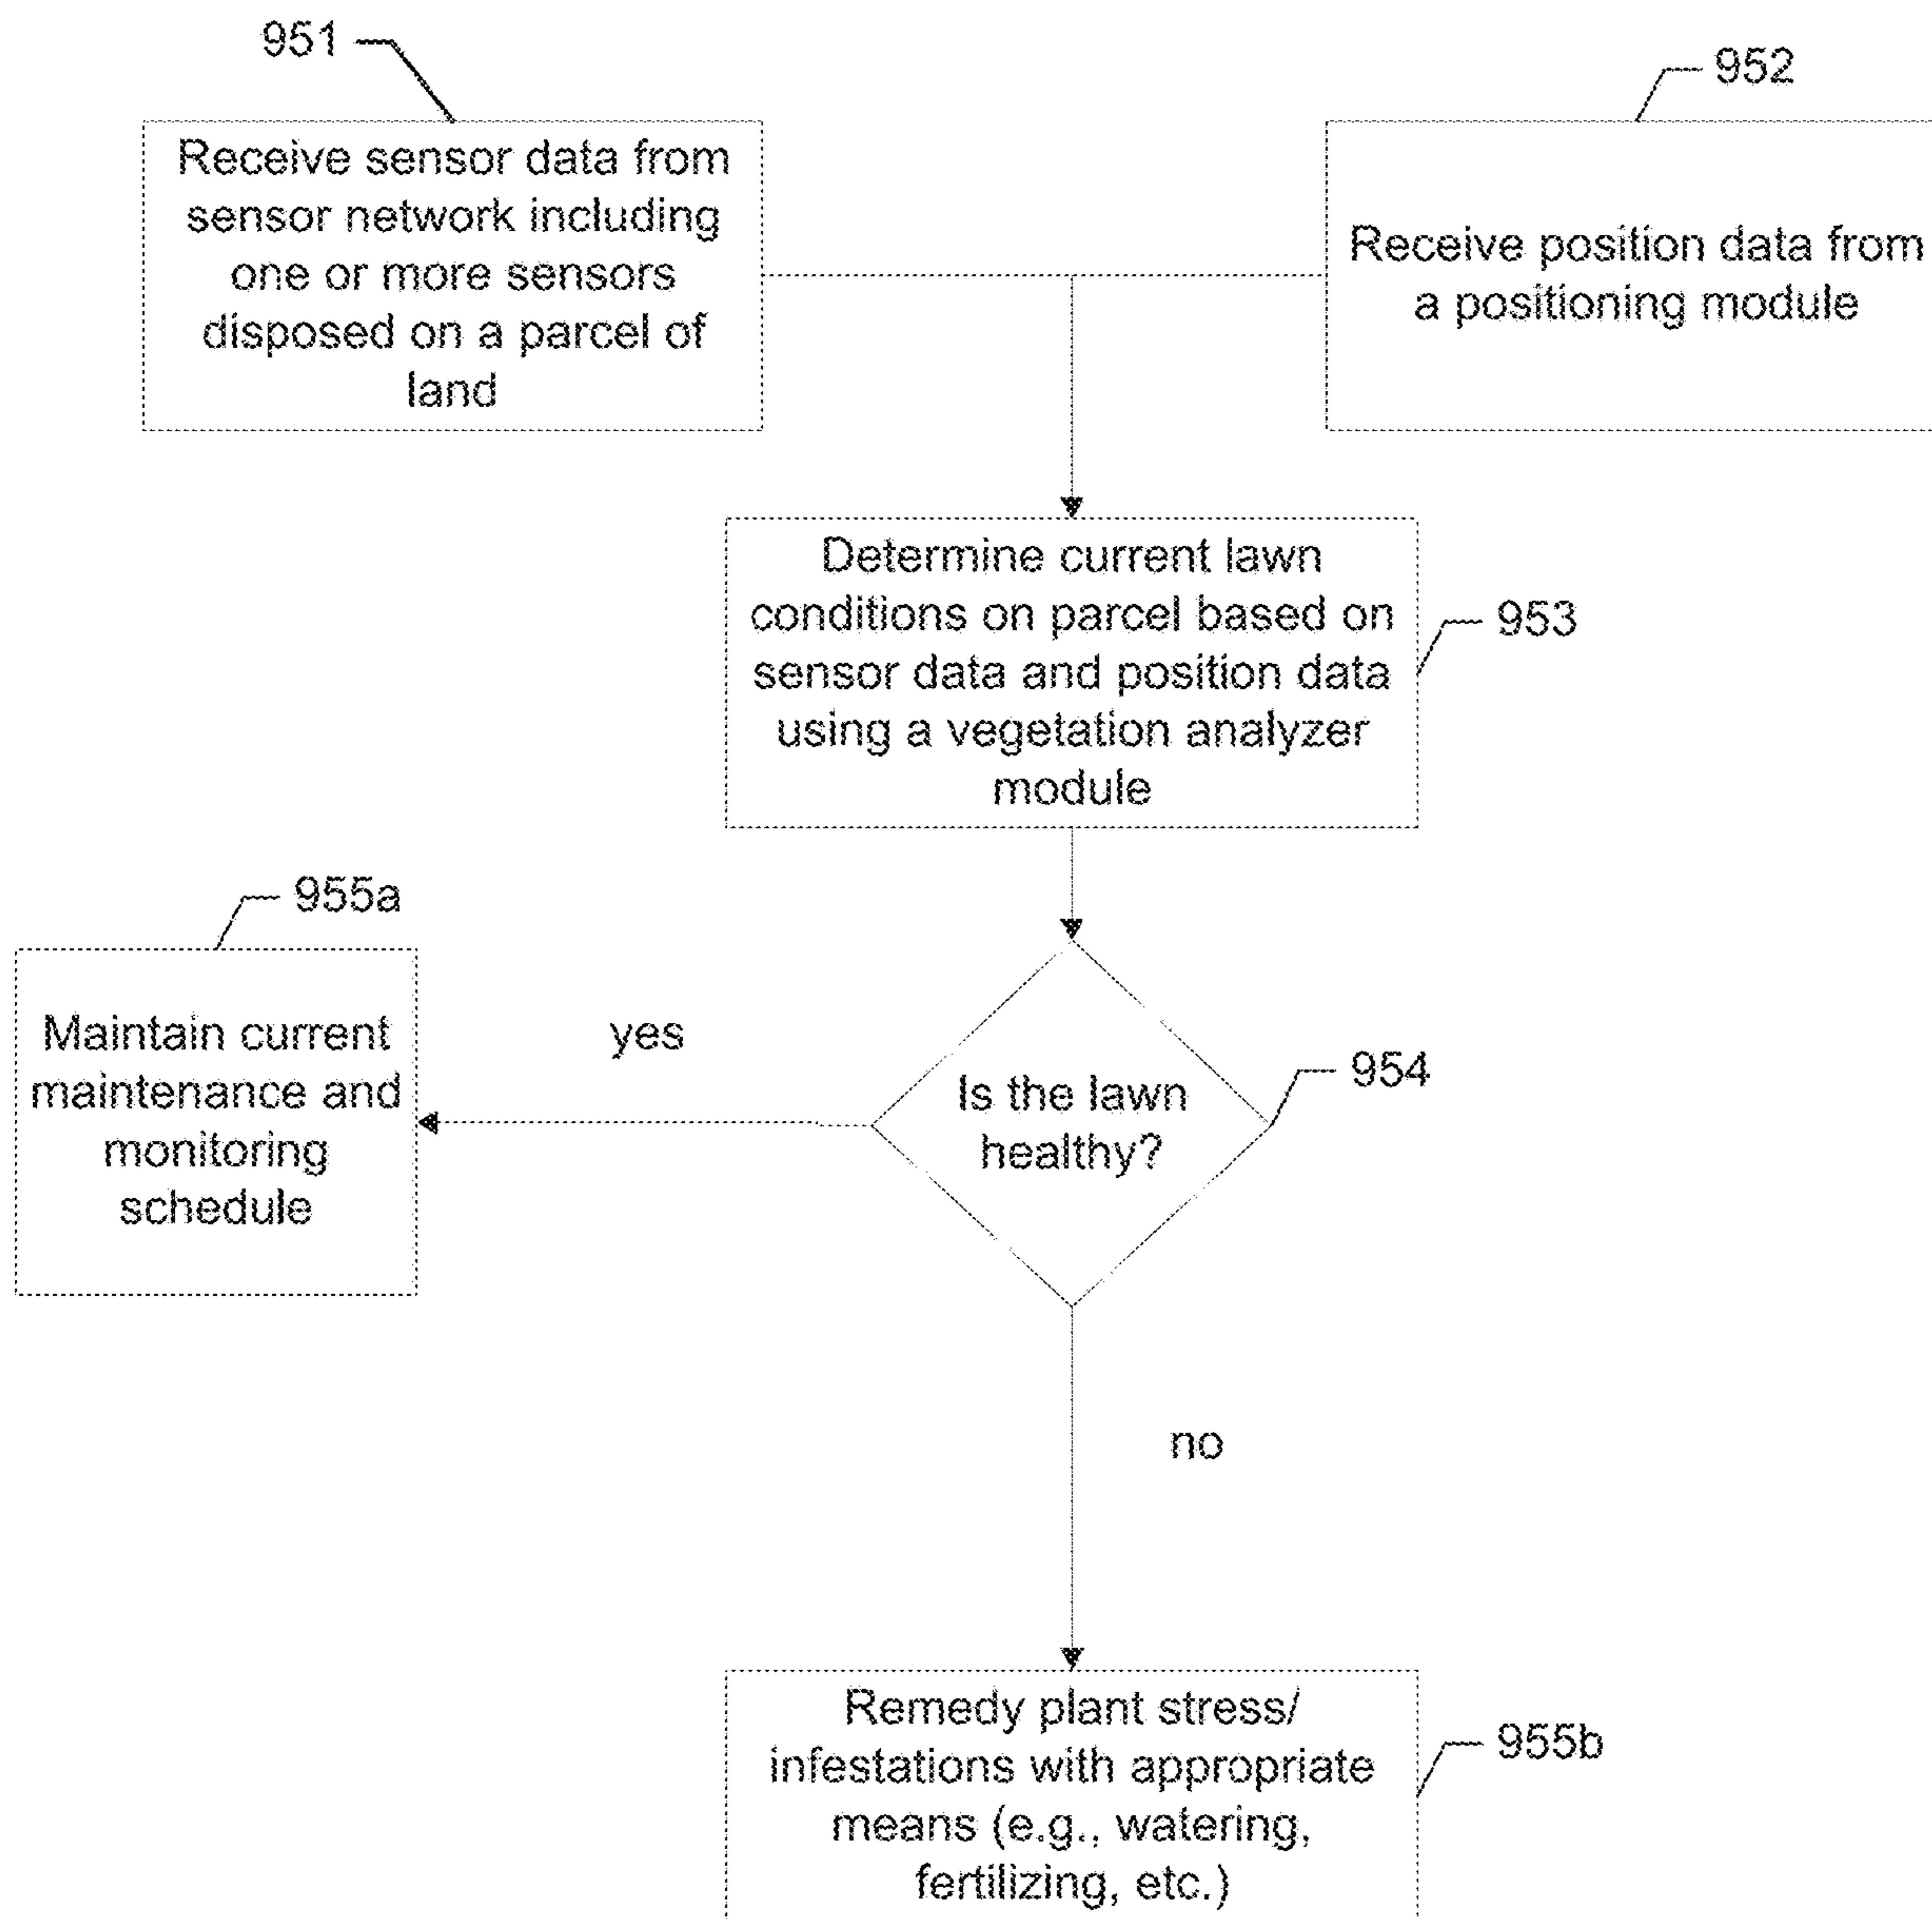 951
Receive sensor data from
sensor network including
one or more sensors
disposed on a parcel of
land
952
Receive position data from
a positioning module
Determine current lawn
conditions on parcel based on
sensor data and position data
using a vegetation analyzer
module
953
955a
Maintain current
maintenance and
monitoring
schedule
yes
Is the lawn
healthy?
954
no
Remedy plant stress/
infestations with appropriate
means (e.g., watering,
fertilizing, etc.)
955b